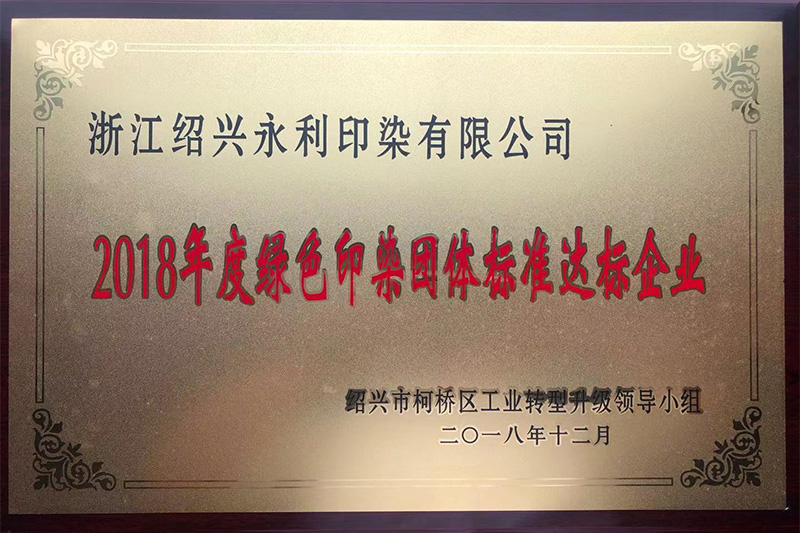 浙江绍兴永利印染有限公司
2018年度绿色印染团体标准达标企业
绍兴市柯桥区工业转型升级领导小组
二〇一八年十二月